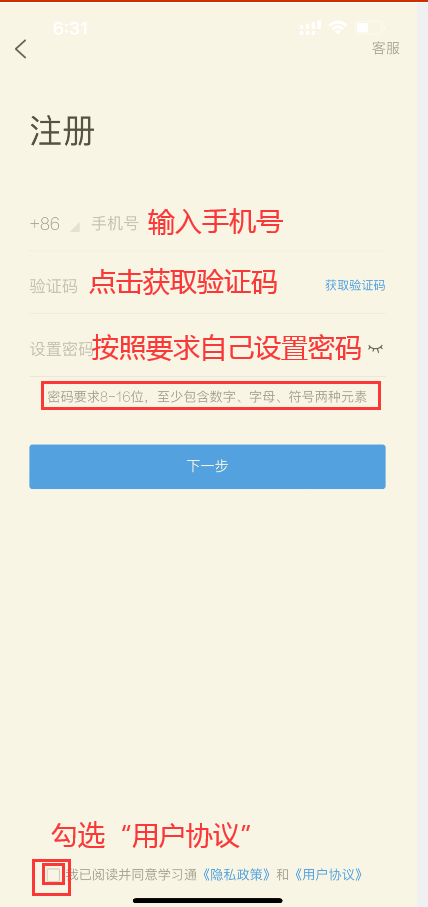 6:31
客服
注册
+86 手机号 输入手机号
验证码 点击获取验证码 获取验证码
设置密码 按照要求自己设置密码
密码要求8-16位，至少包含数字、字母、符号两种元素
下一步
勾选“用户协议”
我已阅读并同意学习通《隐私政策》和《用户协议》